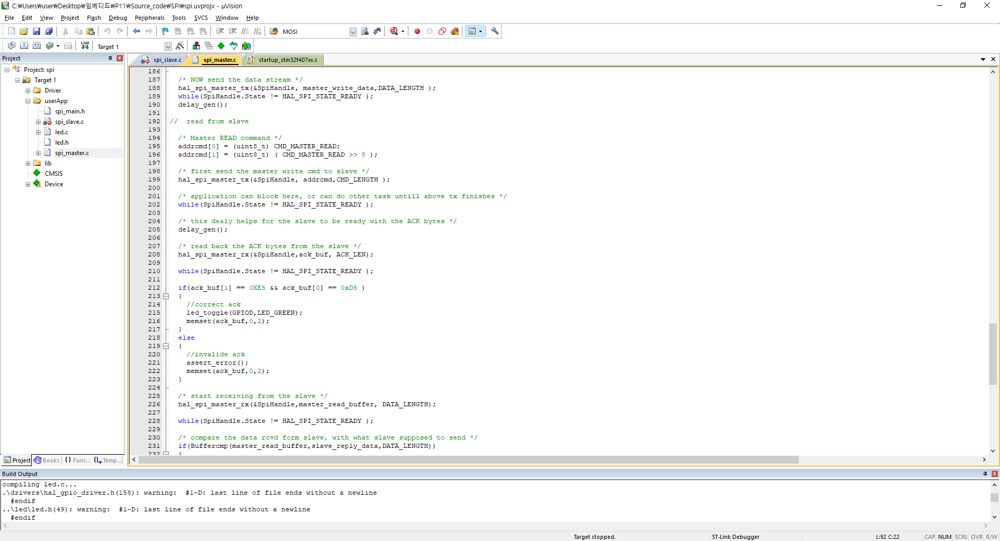 C:￦Users￦user￦Desktop￦임베디드￦P11￦Source_code￦SPI￦spi.uvprojx - µVision
File Edit View Project Flash Debug Peripherals Tools SVCS Window Help
MOSI
LOAD Target 1
Project
Project: spi
Target 1
Driver
userApp
spi_main.h
spi_slave.c
led.c
led.h
spi_master.c
lib
CMSIS
Device
Project Books {} Func... Temp...
spi_slave.c spi_master.c startup_stm32f407xx.s
186
187 /* NOW send the data stream */
188 hal_spi_master_tx(&SpiHandle, master_write_data,DATA_LENGTH );
189 while(SpiHandle.State != HAL_SPI_STATE_READY );
190 delay_gen();
191
192 //  read from slave
193
194 /* Master READ command */
195 addrcmd[0] = (uint8_t) CMD_MASTER_READ;
196 addrcmd[1] = (uint8_t) ( CMD_MASTER_READ >> 8 );
197
198 /* first send the master write cmd to slave */
199 hal_spi_master_tx(&SpiHandle, addrcmd,CMD_LENGTH );
200
201 /* application can block here, or can do other task untill above tx finishes */
202 while(SpiHandle.State != HAL_SPI_STATE_READY );
203
204 /* this dealy helps for the slave to be ready with the ACK bytes */
205 delay_gen();
206
207 /* read back the ACK bytes from the slave */
208 hal_spi_master_rx(&SpiHandle,ack_buf, ACK_LEN);
209
210 while(SpiHandle.State != HAL_SPI_STATE_READY );
211
212 if(ack_buf[1] == 0XE5 && ack_buf[0] == 0xD5 )
213 {
214 //correct ack
215 led_toggle(GPIOD,LED_GREEN);
216 memset(ack_buf,0,2);
217 }
218 else
219 {
220 //invalide ack
221 assert_error();
222 memset(ack_buf,0,2);
223 }
224
225 /* start receiving from the slave */
226 hal_spi_master_rx(&SpiHandle,master_read_buffer, DATA_LENGTH);
227
228 while(SpiHandle.State != HAL_SPI_STATE_READY );
229
230 /* compare the data rcvd form slave, with what slave supposed to send */
231 if(Buffercmp(master_read_buffer,slave_reply_data,DATA_LENGTH))
232 {
Build Output
compiling led.c...
.\drivers\hal_gpio_driver.h(158): warning:  #1-D: last line of file ends without a newline
#endif
..\led\led.h(49): warning:  #1-D: last line of file ends without a newline
#endif
Target stopped. ST-Link Debugger L:92 C:22 CAP NUM SCRL OVR R/W